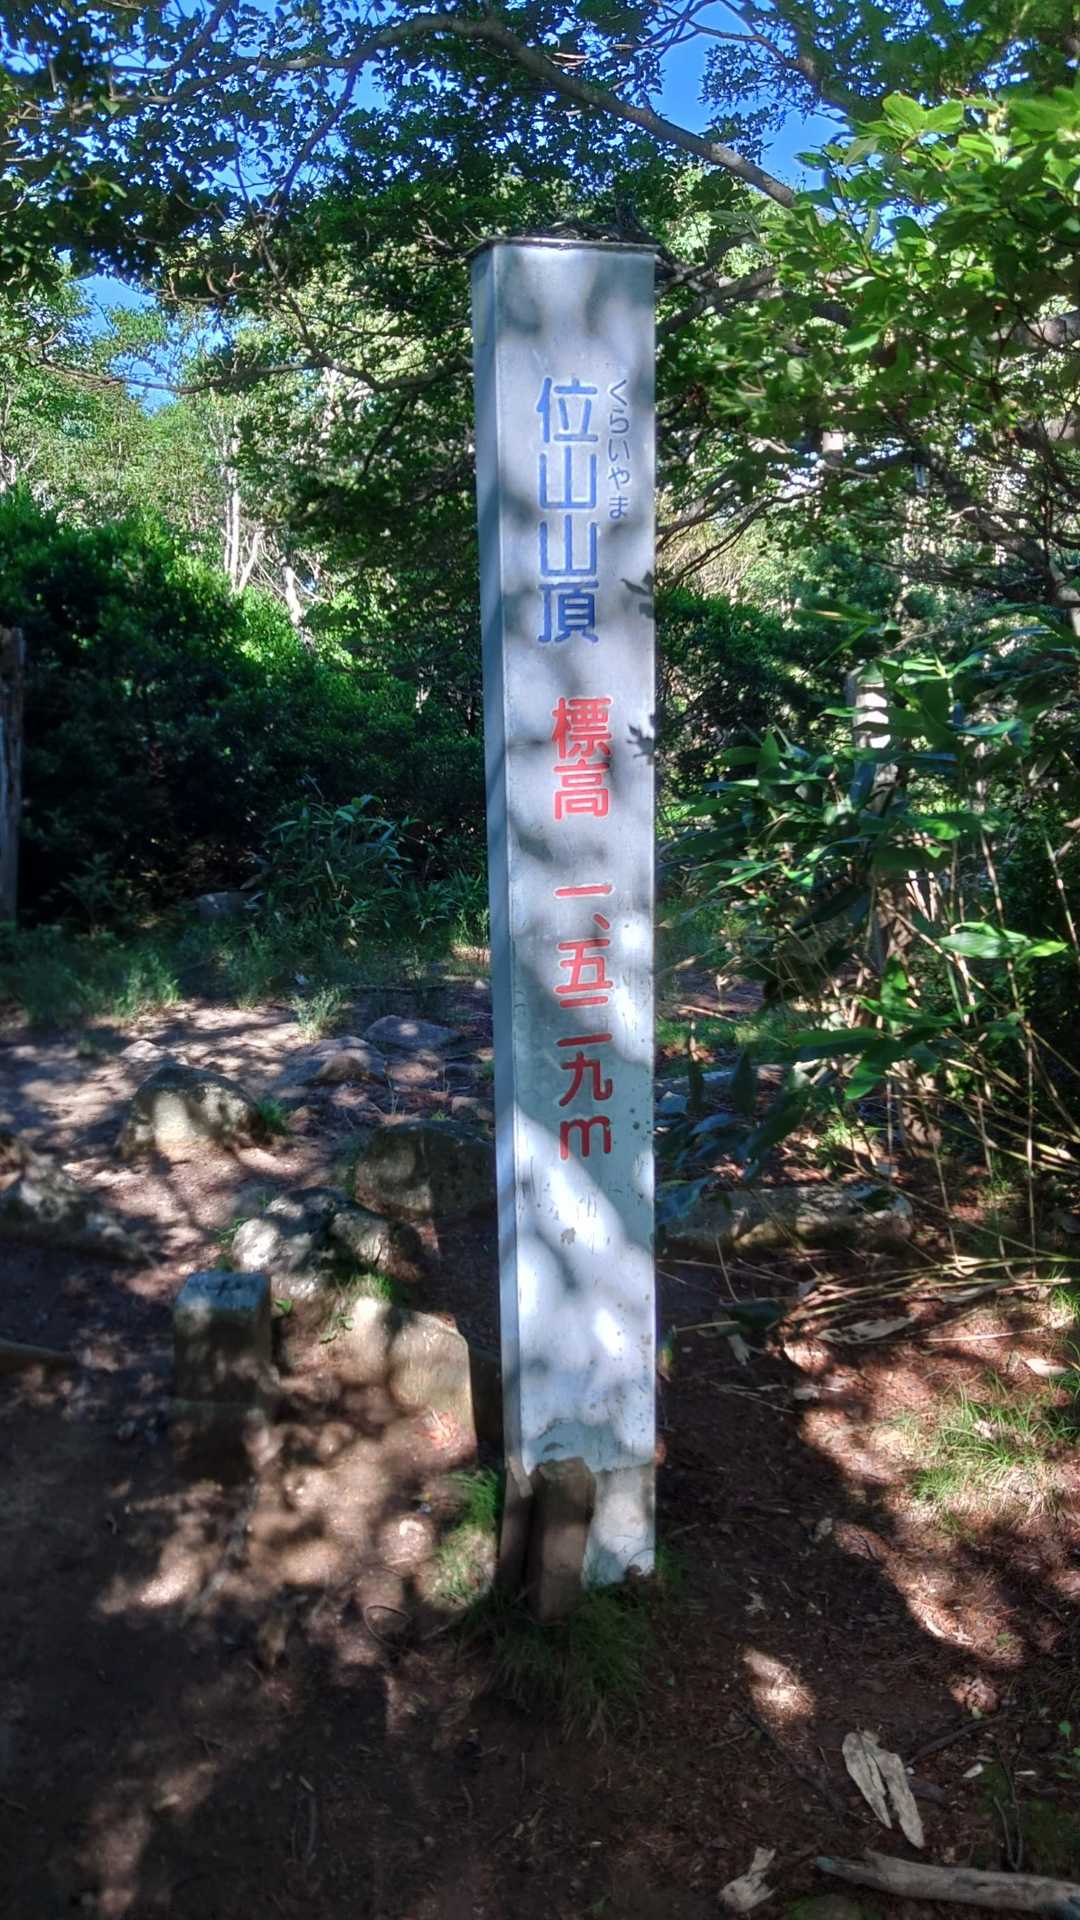 位山山頂 標高 一、五二九m
くらいやま